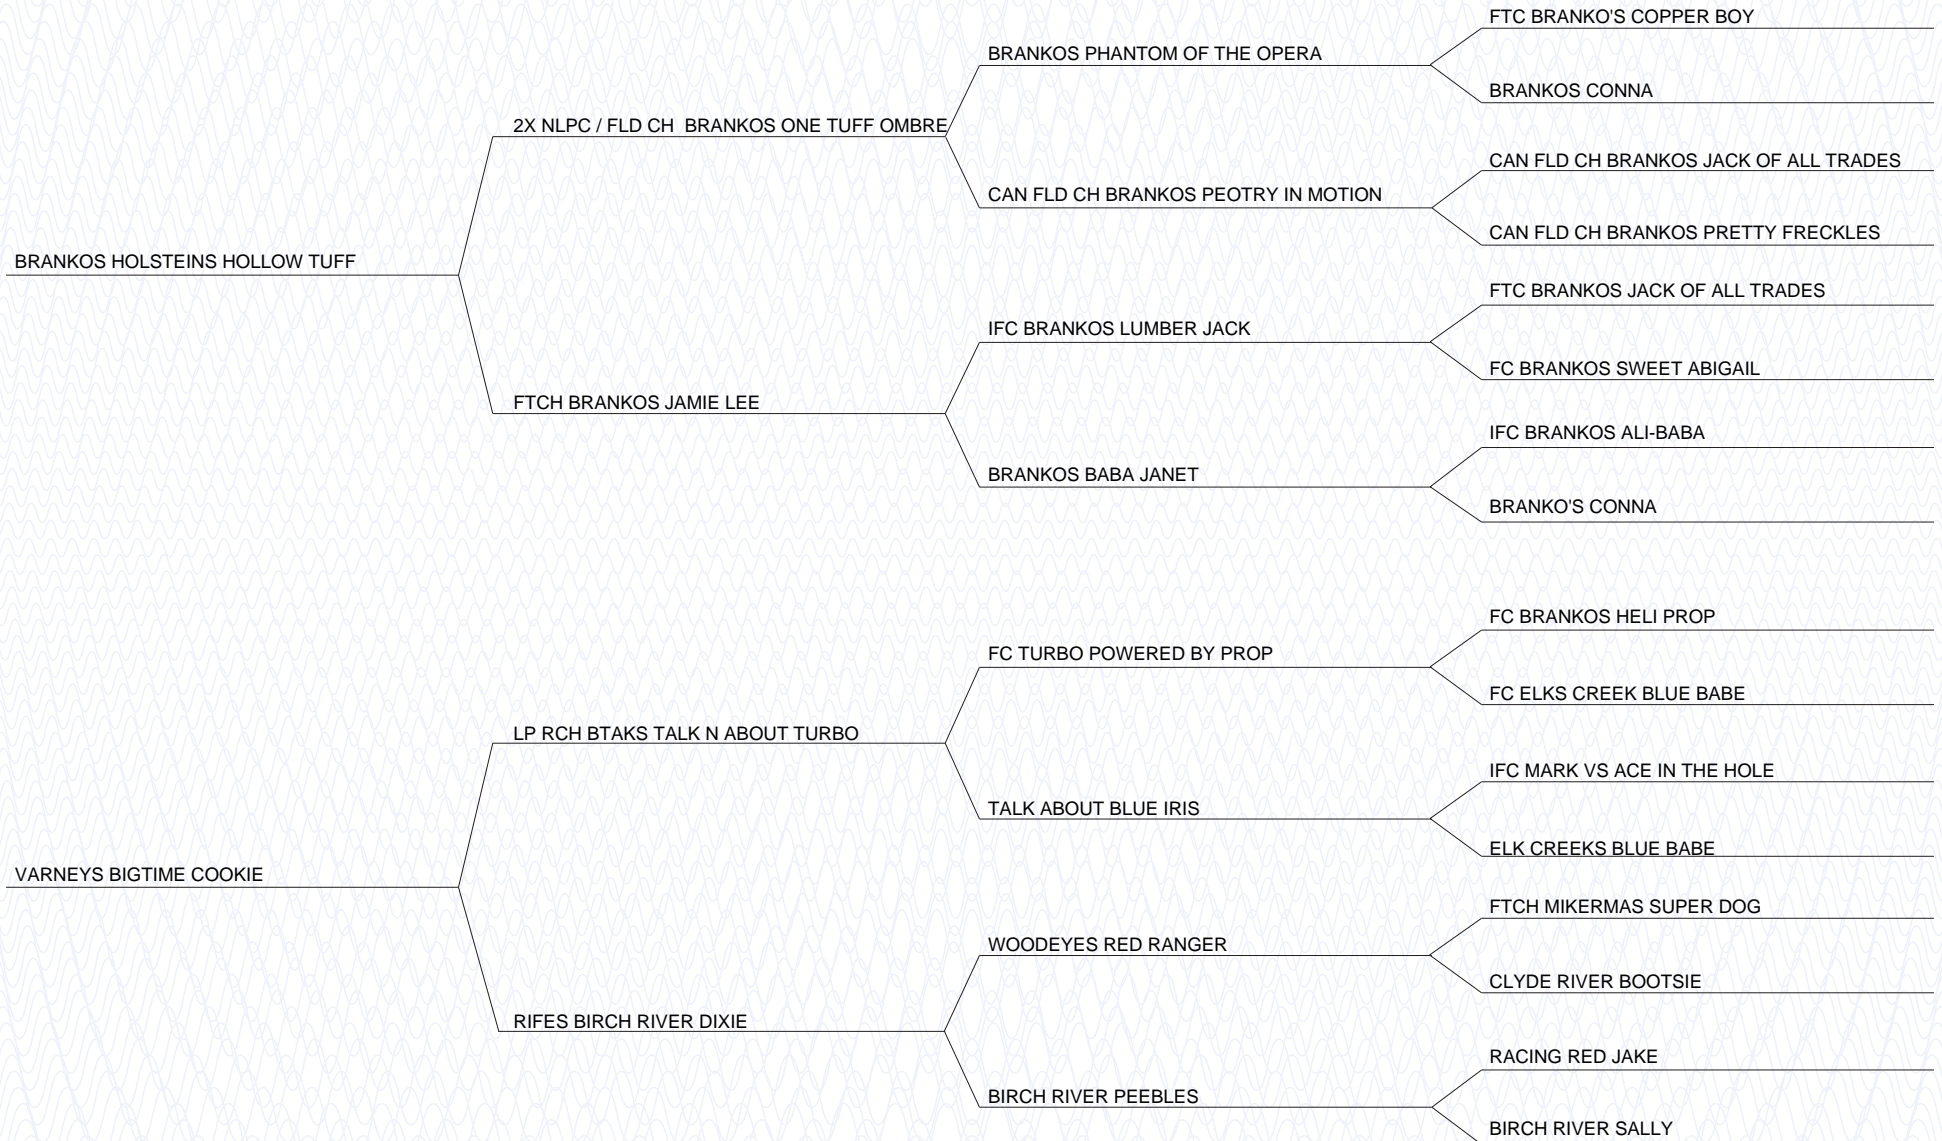 FTC BRANKO'S COPPER BOY
BRANKOS PHANTOM OF THE OPERA
BRANKOS CONNA
2X NLPC / FLD CH  BRANKOS ONE TUFF OMBRE
CAN FLD CH BRANKOS JACK OF ALL TRADES
CAN FLD CH BRANKOS PEOTRY IN MOTION
CAN FLD CH BRANKOS PRETTY FRECKLES
BRANKOS HOLSTEINS HOLLOW TUFF
FTC BRANKOS JACK OF ALL TRADES
IFC BRANKOS LUMBER JACK
FC BRANKOS SWEET ABIGAIL
FTCH BRANKOS JAMIE LEE
IFC BRANKOS ALI-BABA
BRANKOS BABA JANET
BRANKO'S CONNA
FC BRANKOS HELI PROP
FC TURBO POWERED BY PROP
FC ELKS CREEK BLUE BABE
LP RCH BTAKS TALK N ABOUT TURBO
IFC MARK VS ACE IN THE HOLE
TALK ABOUT BLUE IRIS
ELK CREEKS BLUE BABE
VARNEYS BIGTIME COOKIE
FTCH MIKERMAS SUPER DOG
WOODEYES RED RANGER
CLYDE RIVER BOOTSIE
RIFES BIRCH RIVER DIXIE
RACING RED JAKE
BIRCH RIVER PEEBLES
BIRCH RIVER SALLY